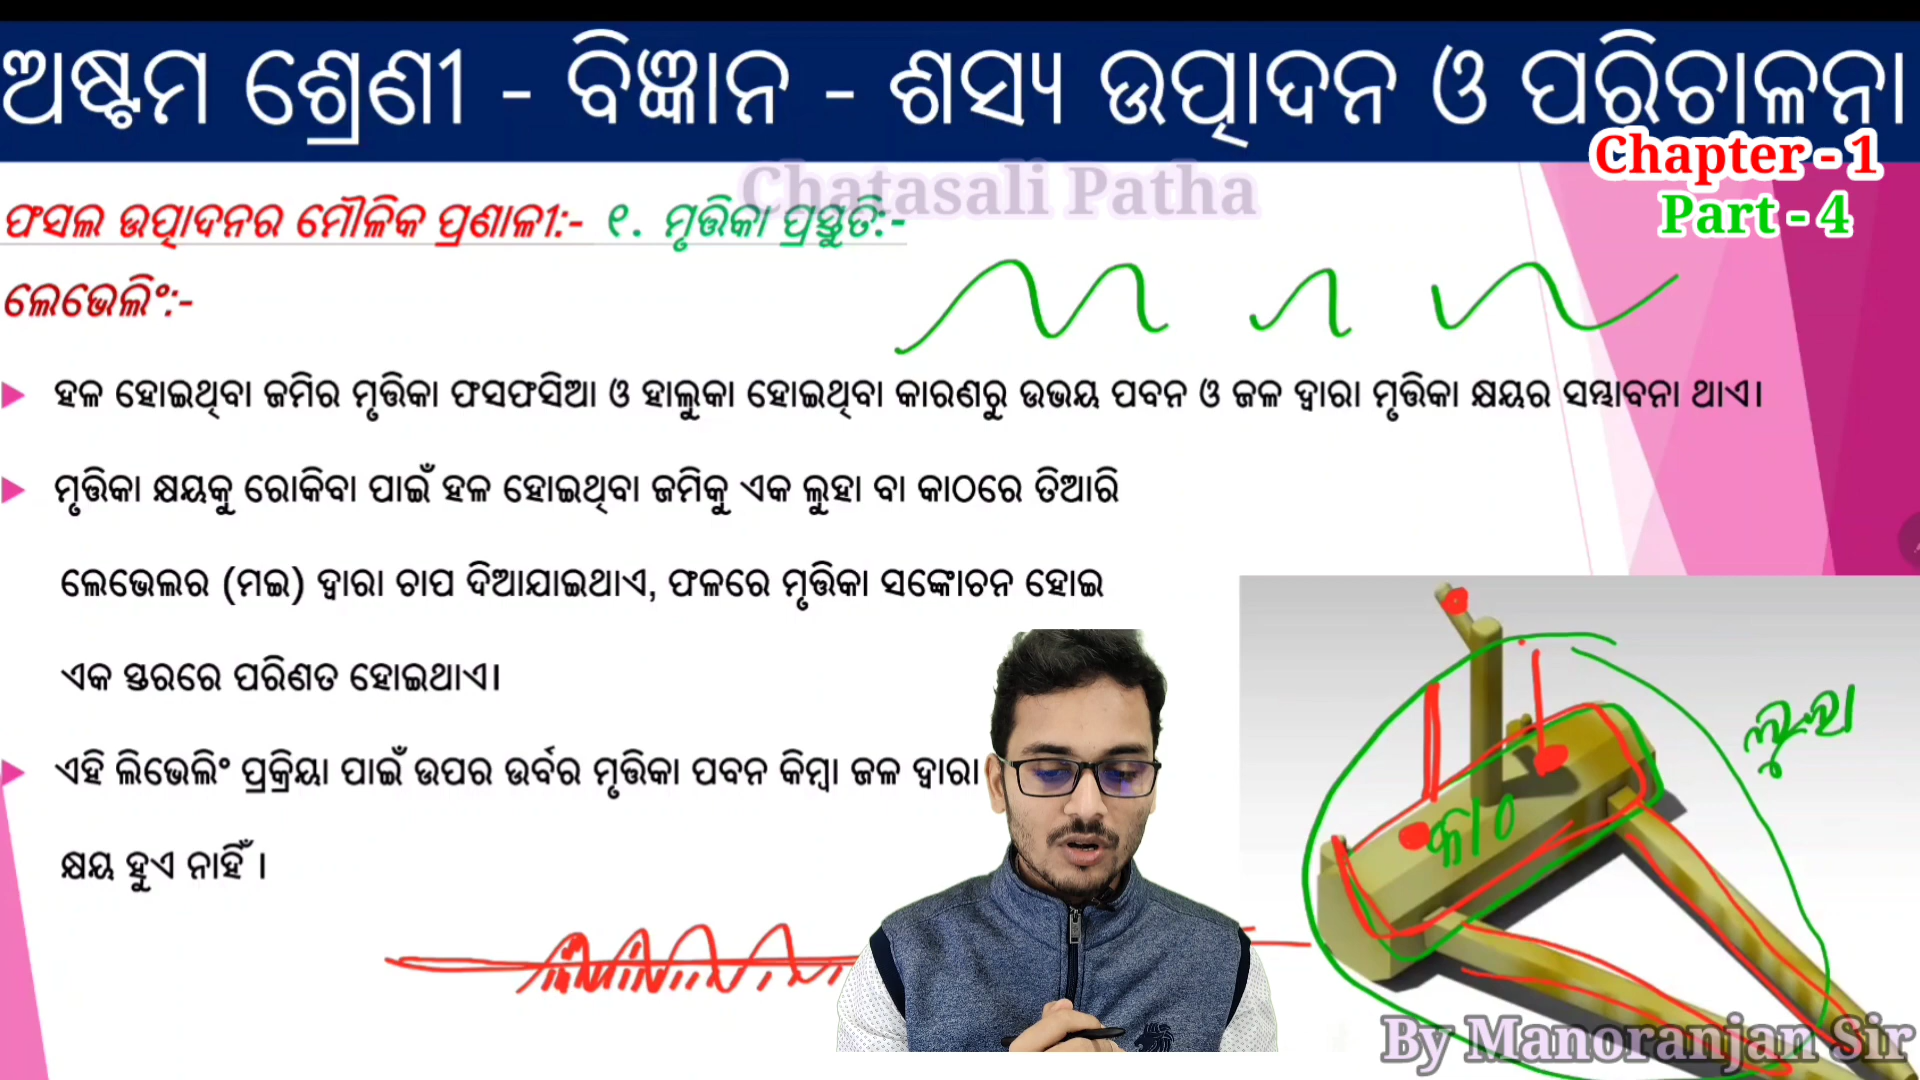 ଅଷ୍ଟମ ଶ୍ରେଣୀ - ବିଜ୍ଞାନ - ଶସ୍ୟ ଉତ୍ପାଦନ ଓ ପରିଚାଳନା
Chapter - 1
Part - 4
Chatasali Patha
ଫସଲ ଉତ୍ପାଦନର ମୌଳିକ ପ୍ରଣାଳୀ:- ୧. ମୃତ୍ତିକା ପ୍ରସ୍ତୁତି:-
ଲେଭେଲିଂ:-
ହଳ ହୋଇଥିବା ଜମିର ମୃତ୍ତିକା ଫସଫସିଆ ଓ ହାଲୁକା ହୋଇଥିବା କାରଣରୁ ଉଭୟ ପବନ ଓ ଜଳ ଦ୍ୱାରା ମୃତ୍ତିକା କ୍ଷୟର ସମ୍ଭାବନା ଥାଏ।
ମୃତ୍ତିକା କ୍ଷୟକୁ ରୋକିବା ପାଇଁ ହଳ ହୋଇଥିବା ଜମିକୁ ଏକ ଲୁହା ବା କାଠରେ ତିଆରି
ଲେଭେଲର (ମଇ) ଦ୍ୱାରା ଚାପ ଦିଆଯାଇଥାଏ, ଫଳରେ ମୃତ୍ତିକା ସଙ୍କୋଚନ ହୋଇ
ଏକ ସ୍ତରରେ ପରିଣତ ହୋଇଥାଏ।
ଏହି ଲିଭେଲିଂ ପ୍ରକ୍ରିୟା ପାଇଁ ଉପର ଉର୍ବର ମୃତ୍ତିକା ପବନ କିମ୍ବା ଜଳ ଦ୍ୱାରା
କ୍ଷୟ ହୁଏ ନାହିଁ ।
ଲୁହା
କାଠ
By Manoranjan Sir